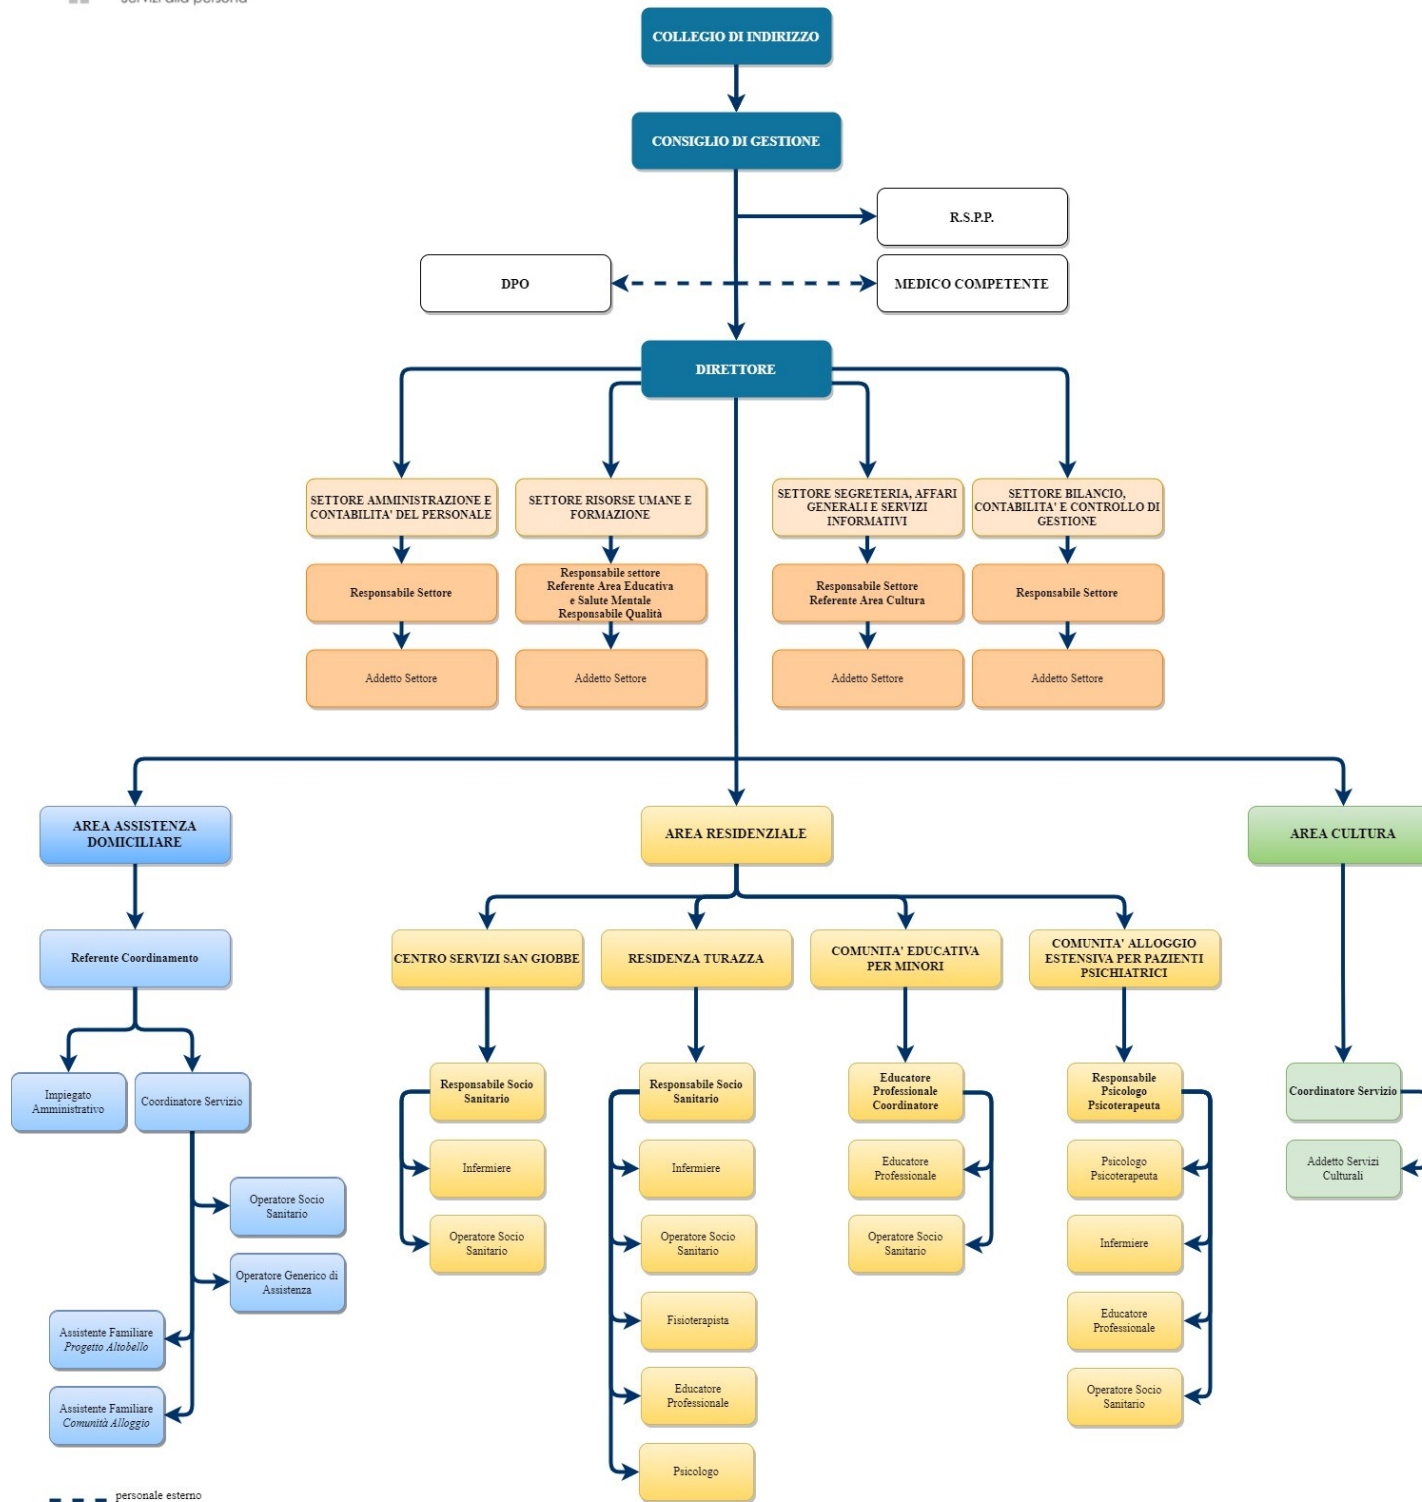 servizi alla persona
COLLEGIO DI INDIRIZZO
CONSIGLIO DI GESTIONE
R.S.P.P.
DPO
MEDICO COMPETENTE
DIRETTORE
SETTORE AMMINISTRAZIONE E
CONTABILITA' DEL PERSONALE
SETTORE RISORSE UMANE E
FORMAZIONE
SETTORE SEGRETERIA, AFFARI
GENERALI E SERVIZI
INFORMATIVI
SETTORE BILANCIO,
CONTABILITA' E CONTROLLO DI
GESTIONE
Responsabile Settore
Responsabile settore
Referente Area Educativa
e Salute Mentale
Responsabile Qualità
Responsabile Settore
Referente Area Cultura
Responsabile Settore
Addetto Settore
Addetto Settore
Addetto Settore
Addetto Settore
AREA ASSISTENZA
DOMICILIARE
AREA RESIDENZIALE
AREA CULTURA
Referente Coordinamento
CENTRO SERVIZI SAN GIOBBE
RESIDENZA TURAZZA
COMUNITA' EDUCATIVA
PER MINORI
COMUNITA' ALLOGGIO
ESTENSIVA PER PAZIENTI
PSICHIATRICI
Impiegato
Amministrativo
Coordinatore Servizio
Responsabile Socio
Sanitario
Responsabile Socio
Sanitario
Educatore
Professionale
Coordinatore
Responsabile
Psicologo
Psicoterapeuta
Coordinatore Servizio
Infermiere
Infermiere
Educatore
Professionale
Psicologo
Psicoterapeuta
Addetto Servizi
Culturali
Operatore Socio
Sanitario
Operatore Socio
Sanitario
Operatore Socio
Sanitario
Operatore Socio
Sanitario
Infermiere
Operatore Generico di
Assistenza
Assistente Familiare
Progetto Altobello
Fisioterapista
Educatore
Professionale
Assistente Familiare
Comunità Alloggio
Educatore
Professionale
Operatore Socio
Sanitario
Psicologo
personale esterno